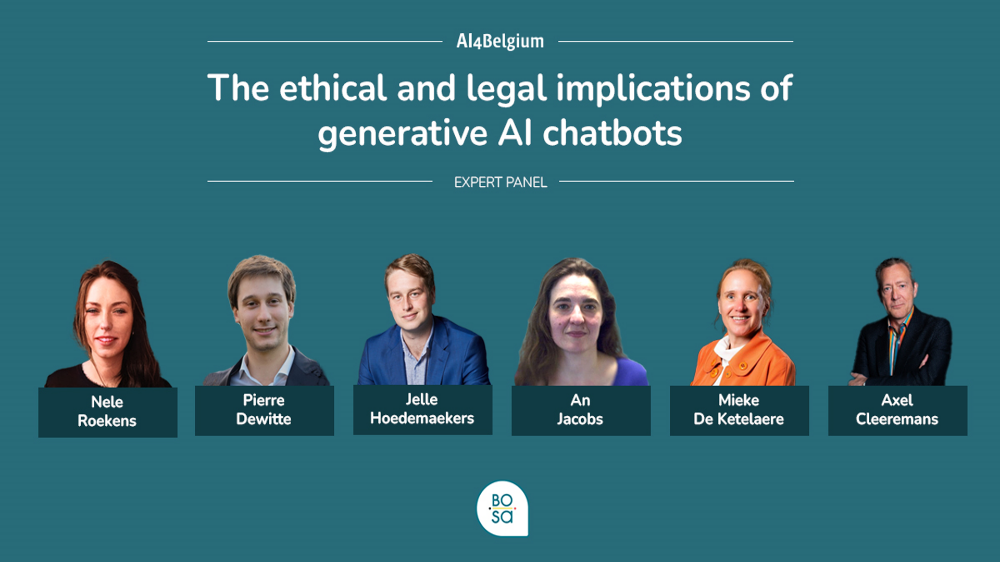 AI4Belgium
The ethical and legal implications of
generative AI chatbots
EXPERT PANEL
Nele
Roekens
Pierre
Dewitte
Jelle
Hoedemaekers
An
Jacobs
Mieke
De Ketelaere
Axel
Cleeremans
BO
sa